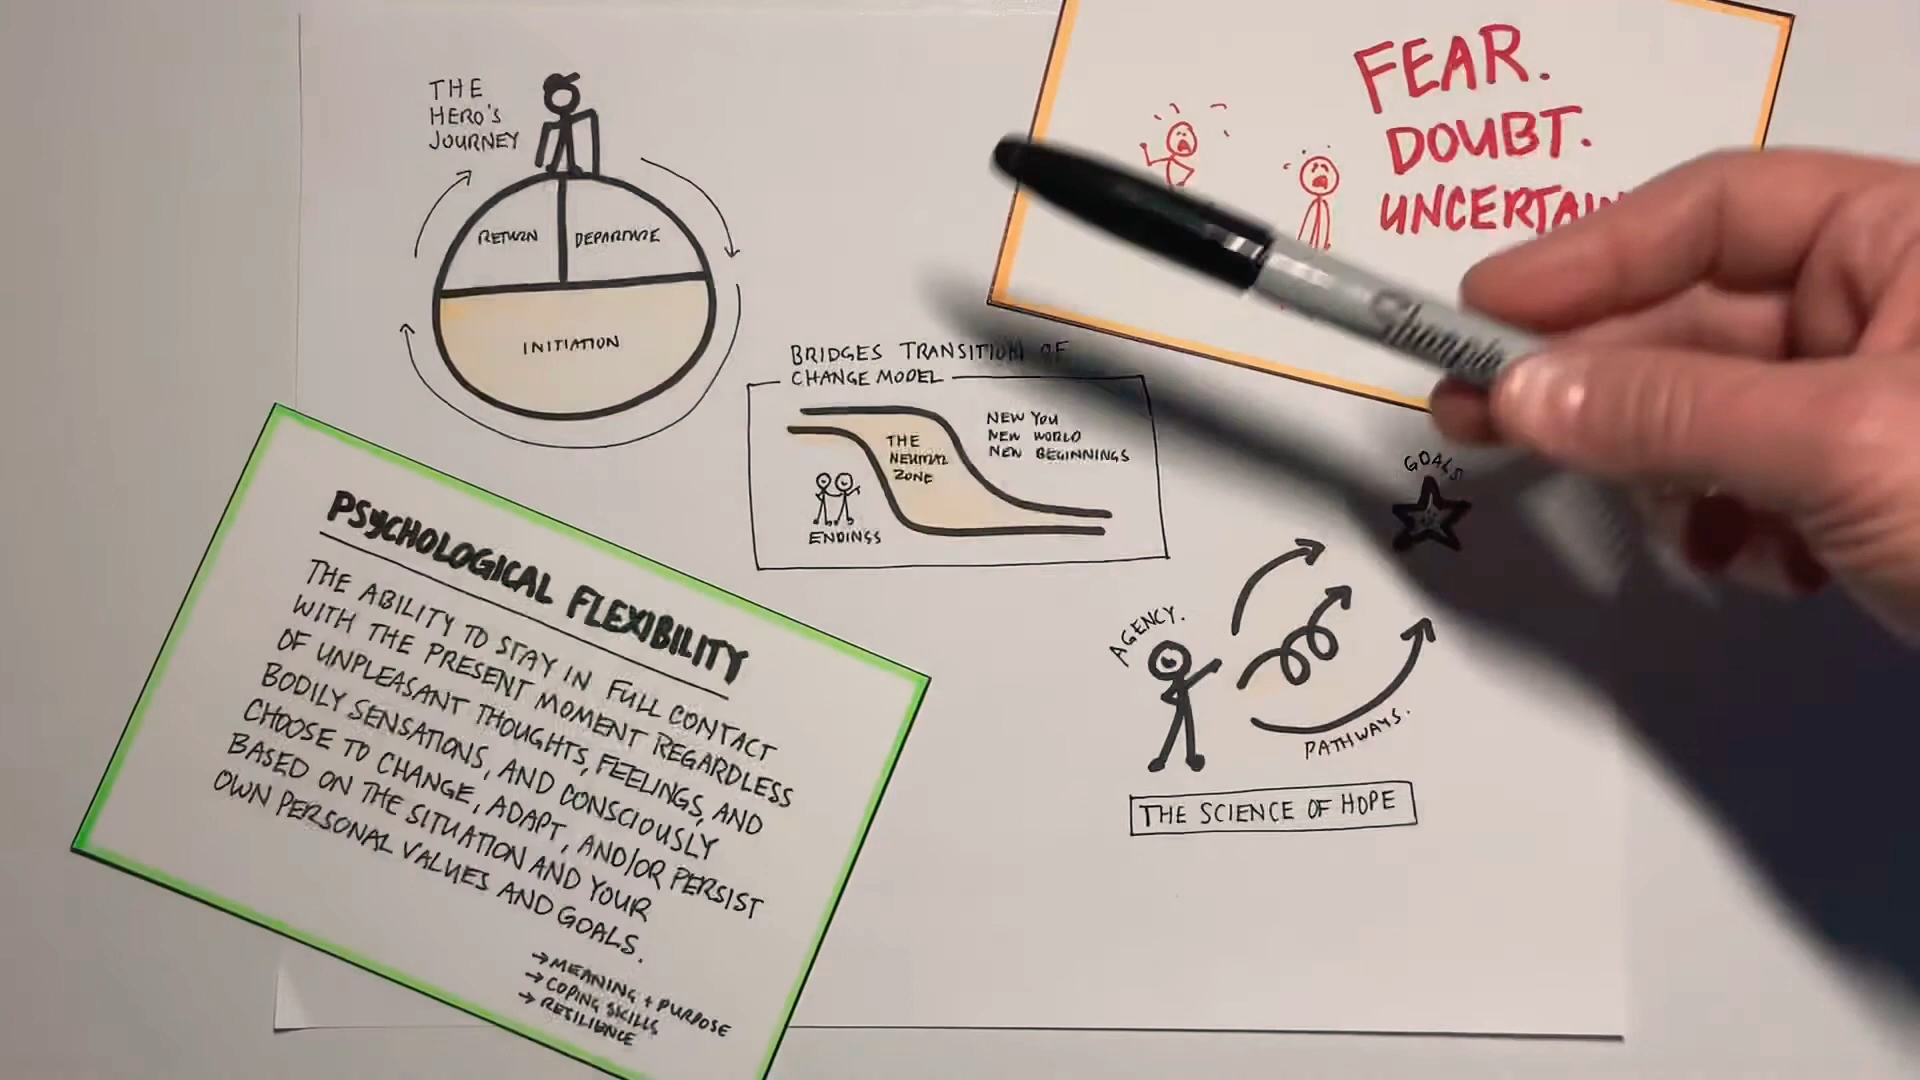 THE
HERO'S
JOURNEY
RETURN
DEPARTURE
INITIATION
FEAR.
DOUBT.
UNCERTAIN
Sharpie
BRIDGES TRANSITION OF
CHANGE MODEL
THE
NEUTRAL
ZONE
NEW YOU
NEW WORLD
NEW BEGINNINGS
ENDINGS
PSYCHOLOGICAL FLEXIBILITY
THE ABILITY TO STAY IN FULL CONTACT
WITH THE PRESENT MOMENT REGARDLESS
OF UNPLEASANT THOUGHTS, FEELINGS, AND
BODILY SENSATIONS, AND CONSCIOUSLY
CHOOSE TO CHANGE, ADAPT, AND/OR PERSIST
BASED ON THE SITUATION AND YOUR
OWN PERSONAL VALUES AND GOALS.
→ MEANING + PURPOSE
→ COPING SKILLS
→ RESILIENCE
GOALS
AGENCY.
PATHWAYS.
THE SCIENCE OF HOPE